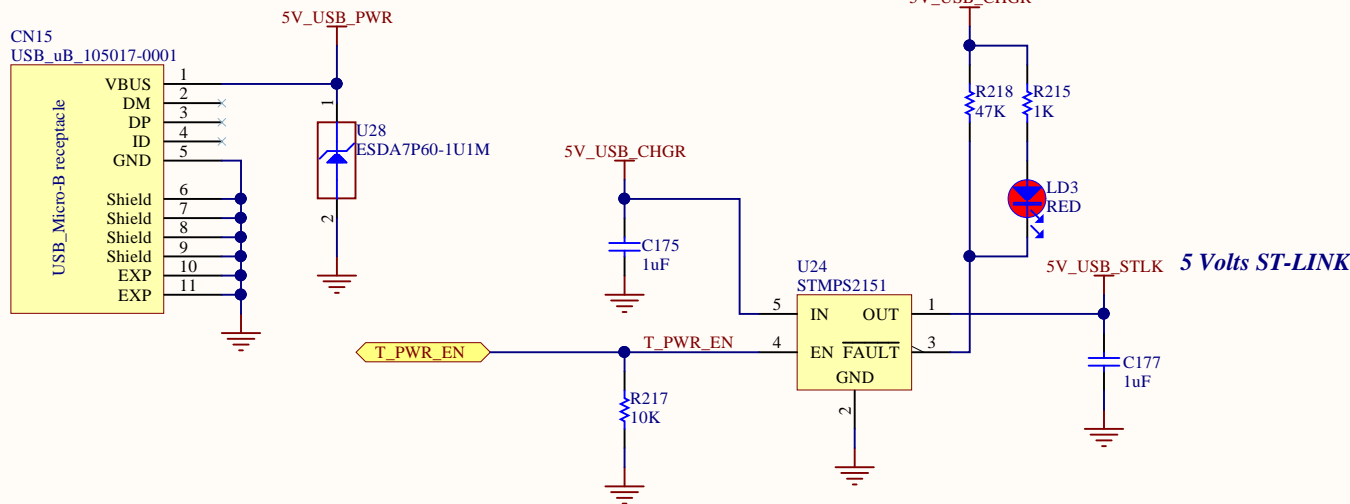 5V_USB_PWR
5V_USB_CHGR
CN15
USB_uB_105017-0001
USB_Micro-B receptacle
VBUS 1
DM 2
DP 3
ID 4
GND 5
Shield 6
Shield 7
Shield 8
Shield 9
EXP 10
EXP 11
1
U28
ESDA7P60-1U1M
2
R218
47K
R215
1K
5V_USB_CHGR
LD3
RED
C175
1uF
5V_USB_STLK
5 Volts ST-LINK
U24
STMPS2151
5 IN OUT 1
4 EN FAULT 3
GND
2
T_PWR_EN
T_PWR_EN
R217
10K
C177
1uF